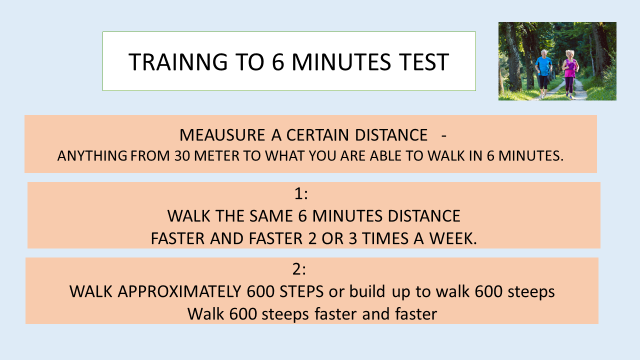 TRAINNG TO 6 MINUTES TEST
MEAUSURE A CERTAIN DISTANCE -
ANYTHING FROM 30 METER TO WHAT YOU ARE ABLE TO WALK IN 6 MINUTES.
1:
WALK THE SAME 6 MINUTES DISTANCE
FASTER AND FASTER 2 OR 3 TIMES A WEEK.
2:
WALK APPROXIMATELY 600 STEPS or build up to walk 600 steeps
Walk 600 steeps faster and faster